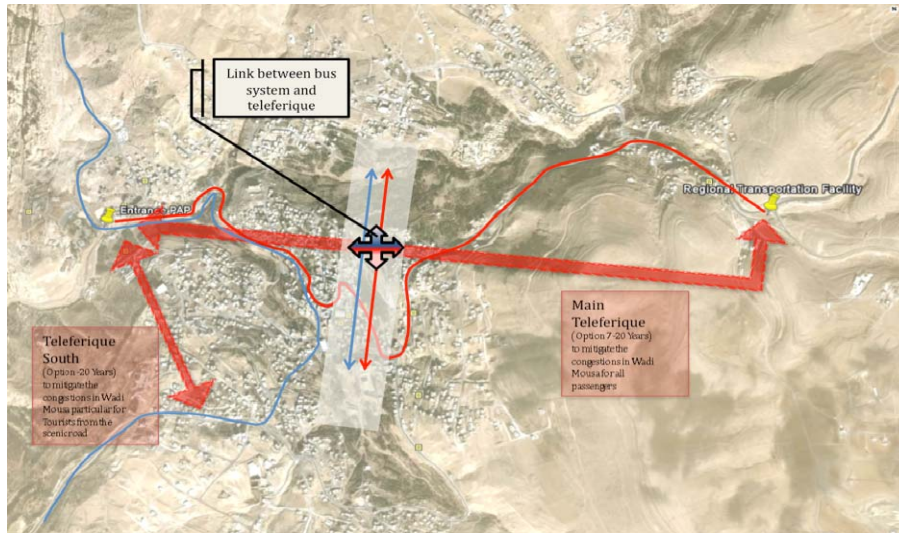 Link between bus
system and
teleferique
Entrance PAP
Regional Transportation Facility
Teleferique
South
(Option -20 Years)
to mitigate the
congestions in Wadi
Mousa particular for
Tourists from the
scenic road
Main
Teleferique
(Option 7-20 Years)
to mitigate the
congestions in Wadi
Mousa for all
passengers